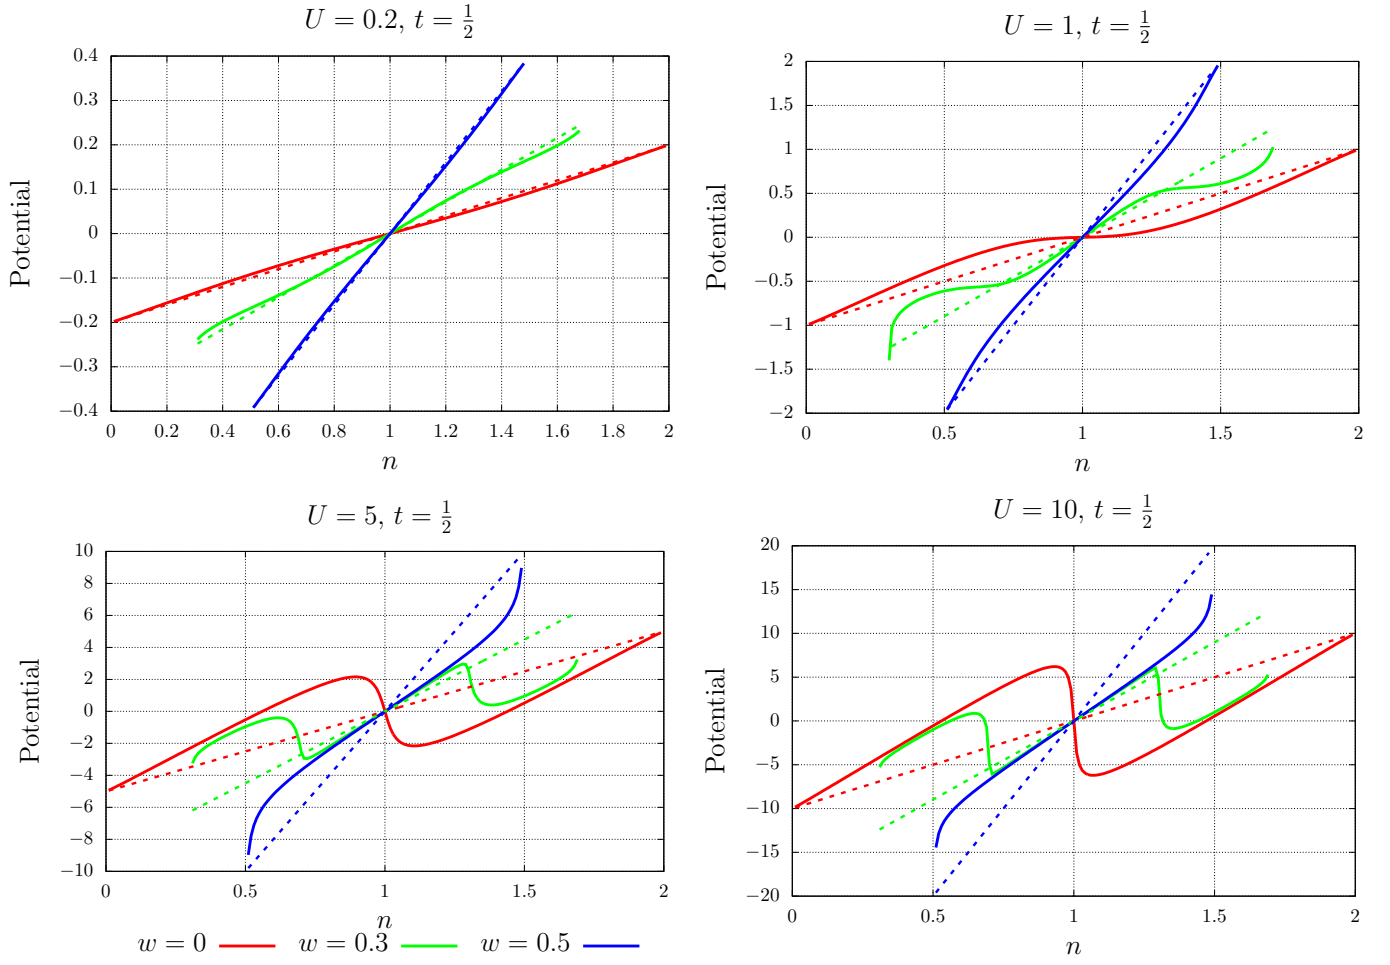 U = 0.2, t = 1/2
Potential
0.4
0.3
0.2
0.1
0
−0.1
−0.2
−0.3
−0.4
0 0.2 0.4 0.6 0.8 1 1.2 1.4 1.6 1.8 2
n
U = 1, t = 1/2
Potential
2
1.5
1
0.5
0
−0.5
−1
−1.5
−2
0 0.5 1 1.5 2
n
U = 5, t = 1/2
Potential
10
8
6
4
2
0
−2
−4
−6
−8
−10
0 0.5 1 1.5 2
n
U = 10, t = 1/2
Potential
20
15
10
5
0
−5
−10
−15
−20
0 0.5 1 1.5 2
n
w = 0 w = 0.3 w = 0.5